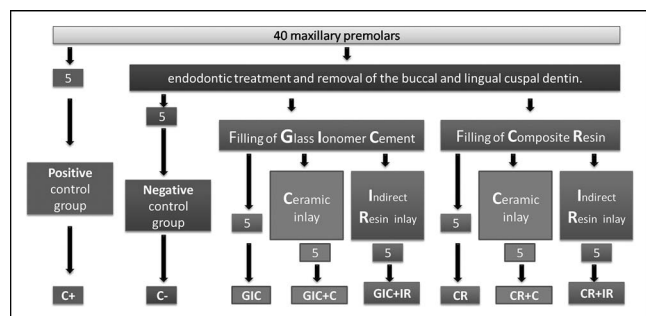 40 maxillary premolars
5
endodontic treatment and removal of the buccal and lingual cuspal dentin.
5
Filling of Glass Ionomer Cement
Filling of Composite Resin
Positive
control
group
Negative
control
group
5
Ceramic
inlay
Indirect
Resin inlay
5
Ceramic
inlay
Indirect
Resin inlay
5
5
5
5
C+
C-
GIC
GIC+C
GIC+IR
CR
CR+C
CR+IR